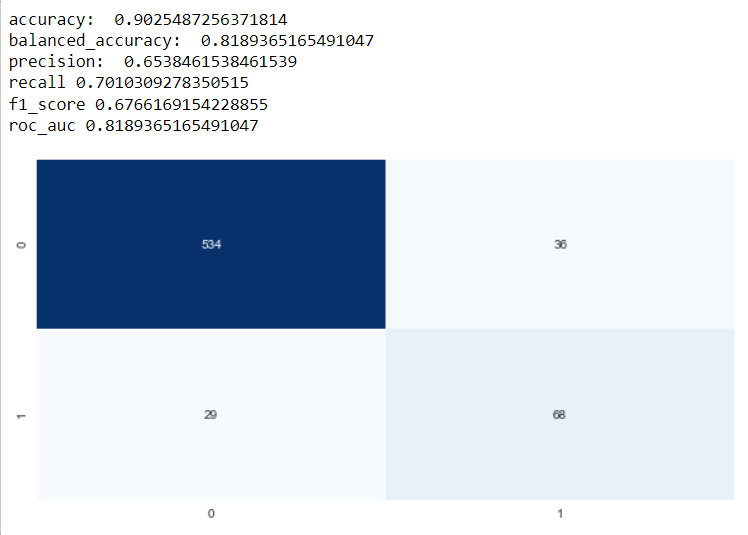 accuracy:  0.9025487256371814
balanced_accuracy:  0.8189365165491047
precision:  0.6538461538461539
recall 0.7010309278350515
f1_score 0.6766169154228855
roc_auc 0.8189365165491047
0
534
36
1
29
68
0
1